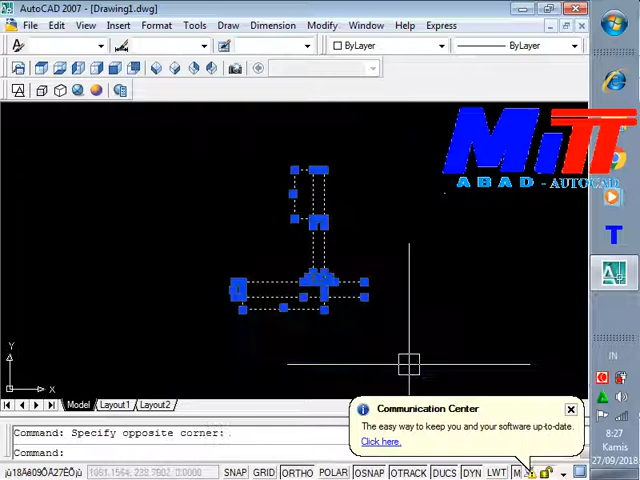 AutoCAD 2007 - [Drawing1.dwg]
File Edit View Insert Format Tools Draw Dimension Modify Window Help Express
ByLayer ByLayer
MiTT
ABAD - AUTOCAD
T
Y
X
Model Layout1 Layout2
Communication Center
The easy way to keep you and your software up-to-date.
Click here.
Command: Specify opposite corner:
Command:
SNAP GRID ORTHO POLAR OSNAP OTRACK DUCS DYN LWT M
IN
8:27
Kamis
27/09/2018